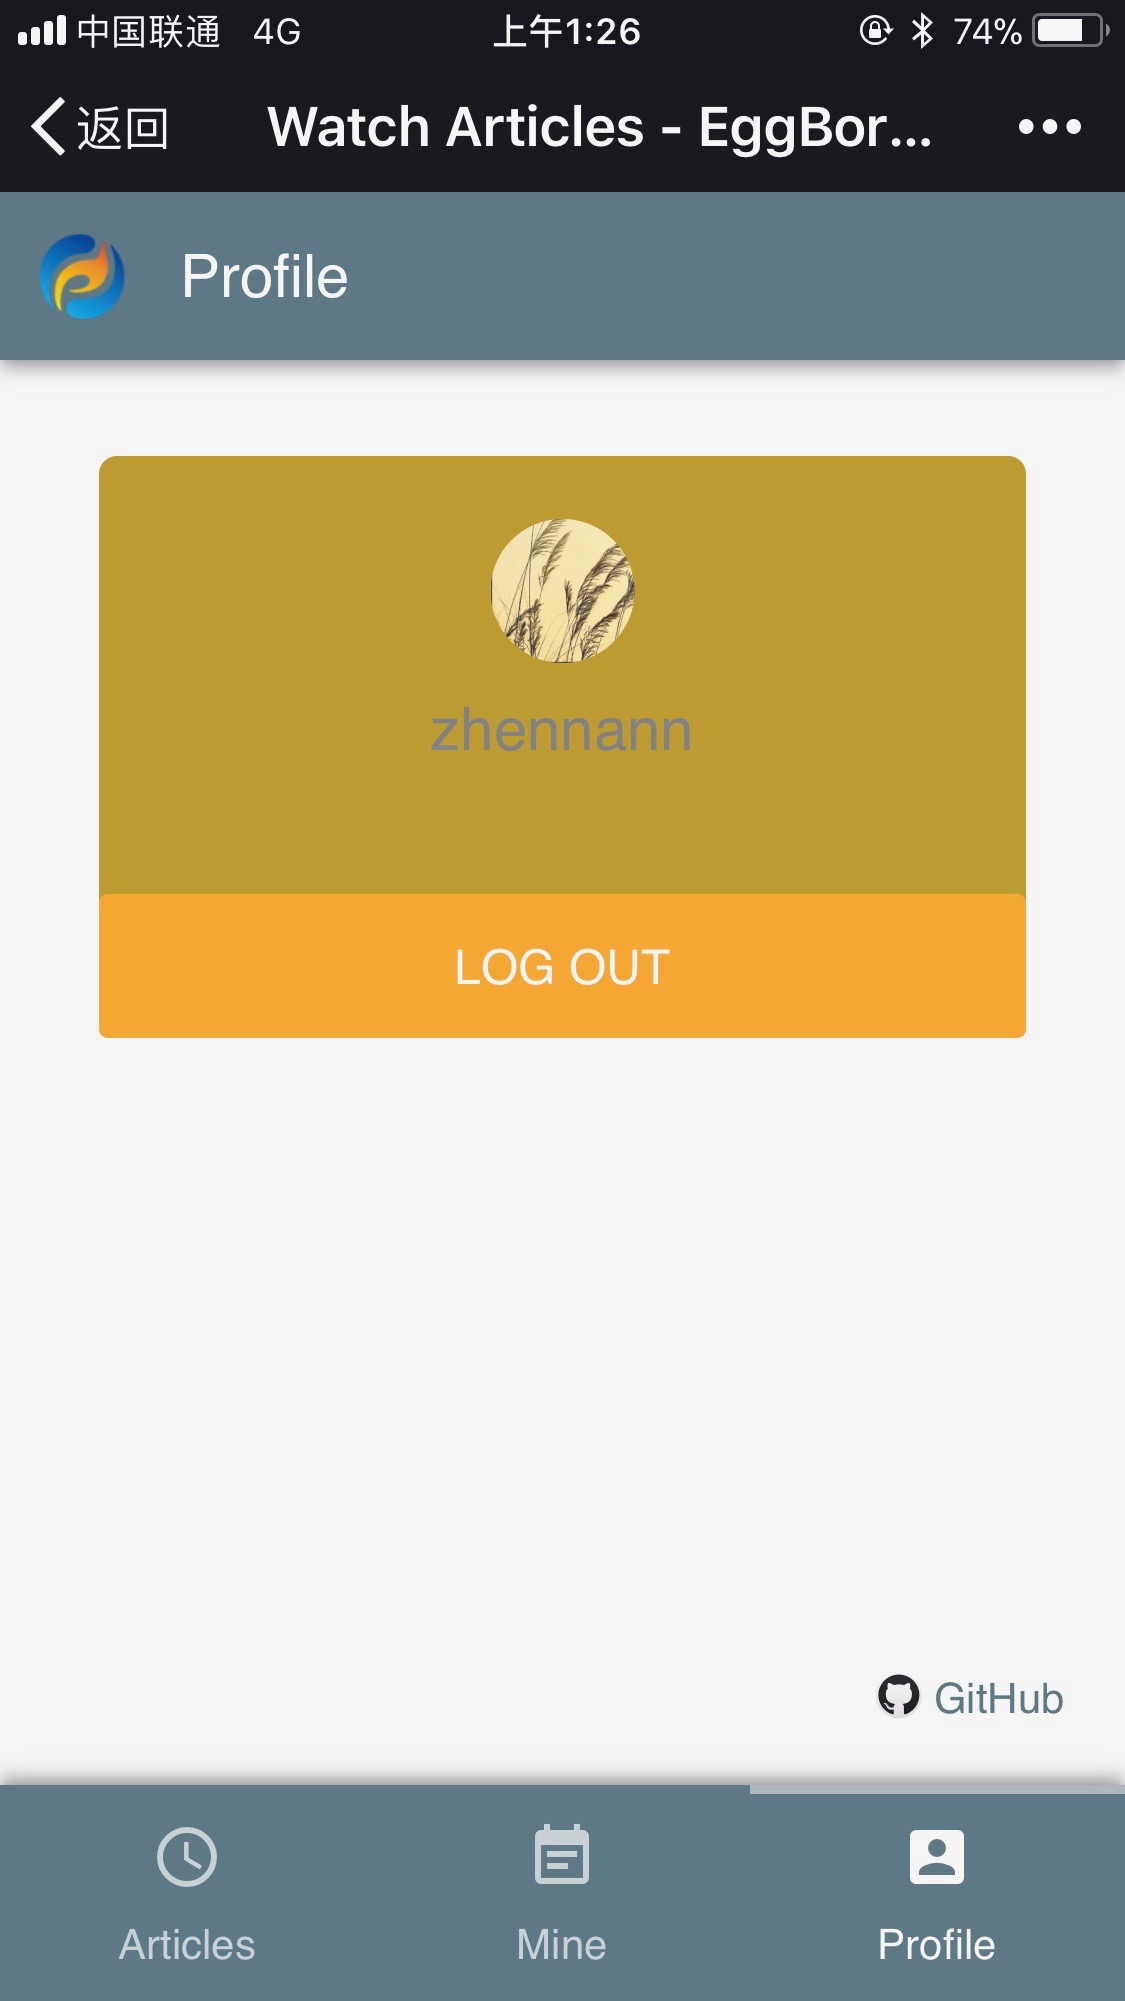 中国联通 4G 上午1:26 74%
返回 Watch Articles - EggBor...
Profile
zhennann
LOG OUT
GitHub
Articles Mine Profile